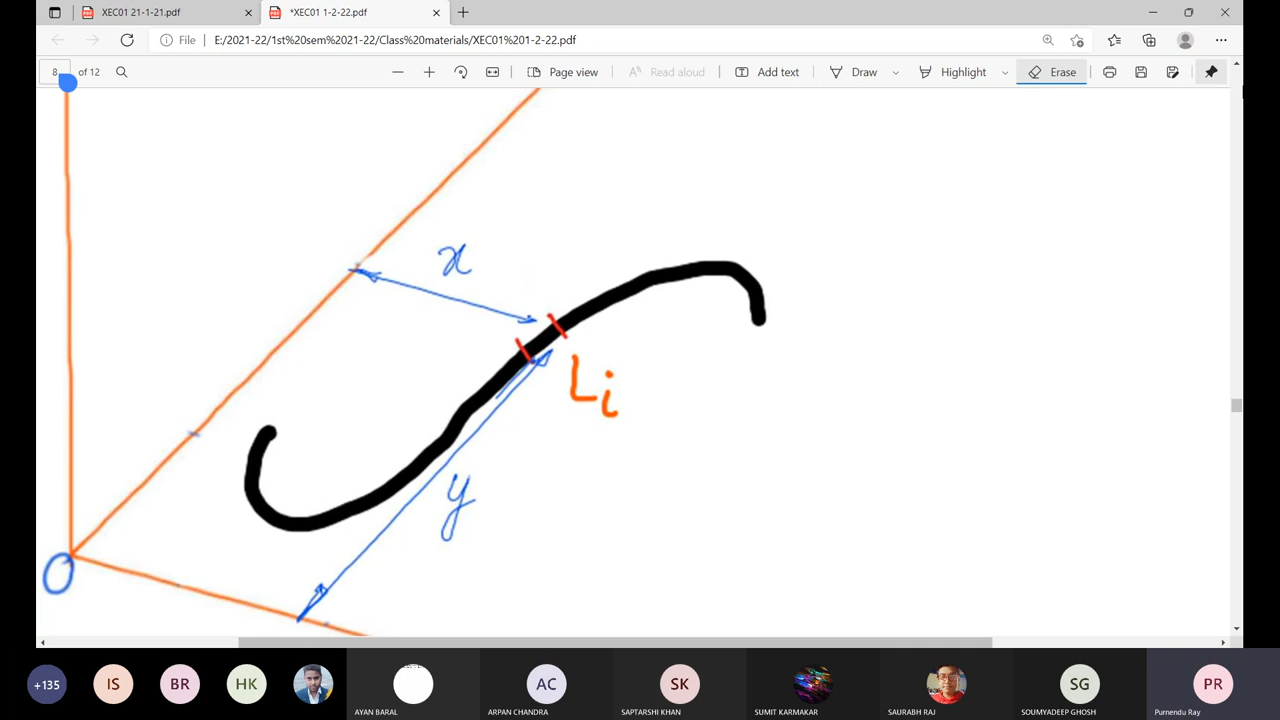 XEC01 21-1-21.pdf
*XEC01 1-2-22.pdf
File E:/2021-22/1st%20sem%2021-22/Class%20materials/XEC01%201-2-22.pdf
8 of 12 Page view Read aloud Add text Draw Highlight Erase
x
Li
y
O
+135 IS BR HK AC SK SG PR
AYAN BARAL ARPAN CHANDRA SAPTARSHI KHAN SUMIT KARMAKAR SAURABH RAJ SOUMYADEEP GHOSH Purnendu Ray